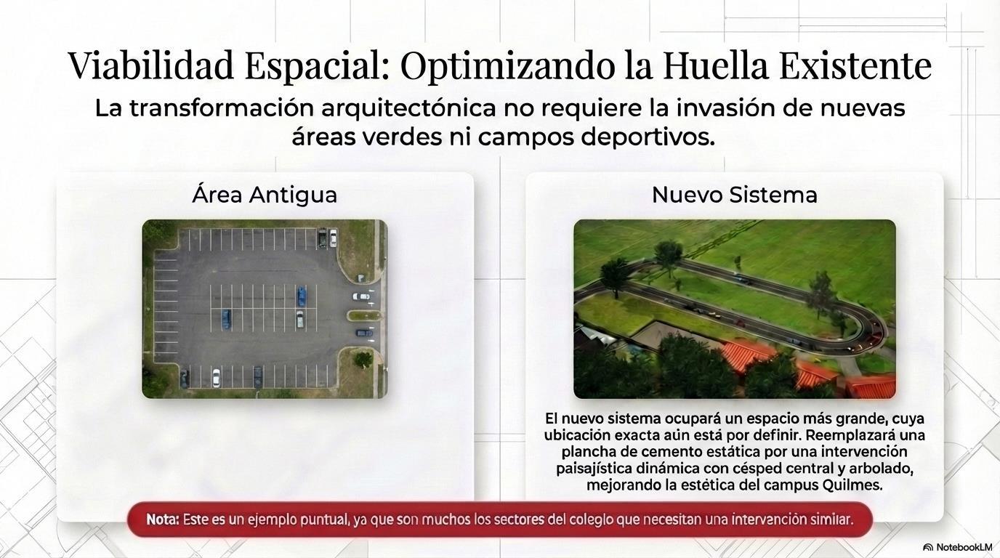 Viabilidad Espacial: Optimizando la Huella Existente
La transformación arquitectónica no requiere la invasión de nuevas
áreas verdes ni campos deportivos.
Área Antigua
Nuevo Sistema
El nuevo sistema ocupará un espacio más grande, cuya
ubicación exacta aún está por definir. Reemplazará una
plancha de cemento estática por una intervención
paisajística dinámica con césped central y arbolado,
mejorando la estética del campus Quilmes.
Nota: Este es un ejemplo puntual, ya que son muchos los sectores del colegio que necesitan una intervención similar.
NotebookLM